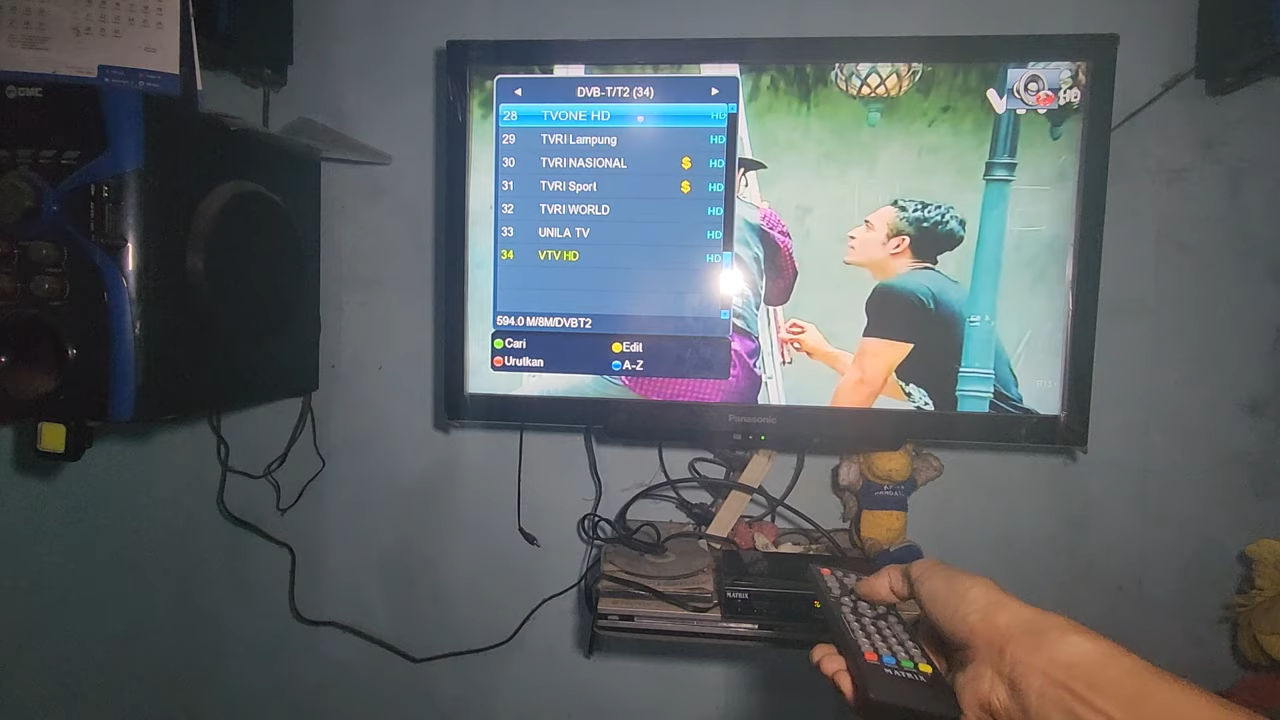 GMC
DVB-T/T2 (34)
28 TVONE HD HD
29 TVRI Lampung HD
30 TVRI NASIONAL $ HD
31 TVRI Sport $ HD
32 TVRI WORLD HD
33 UNILA TV HD
34 VTV HD HD
594.0 M/8M/DVBT2
Cari Edit
Urutkan A-Z
HD
Panasonic
MATRIX
MATRIX